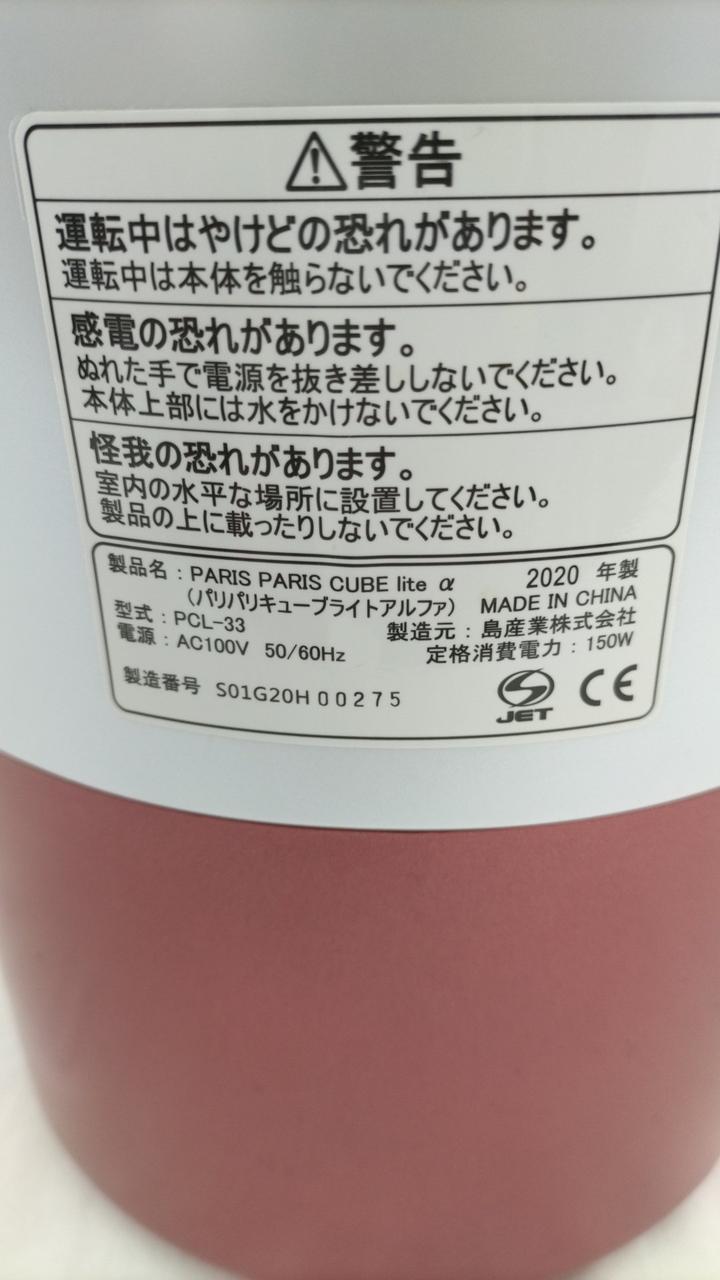 警告
運転中はやけどの恐れがあります。
運転中は本体を触らないでください。
感電の恐れがあります。
ぬれた手で電源を抜き差ししないでください。
本体上部には水をかけないでください。
怪我の恐れがあります。
室内の水平な場所に設置してください。
製品の上に載ったりしないでください。
製品名：PARIS PARIS CUBE lite α 2020 年製
（パリパリキューブライトアルファ） MADE IN CHINA
型式：PCL-33 製造元：島産業株式会社
電源：AC100V 50/60Hz 定格消費電力：150W
製造番号 S01G20H00275
JET CE